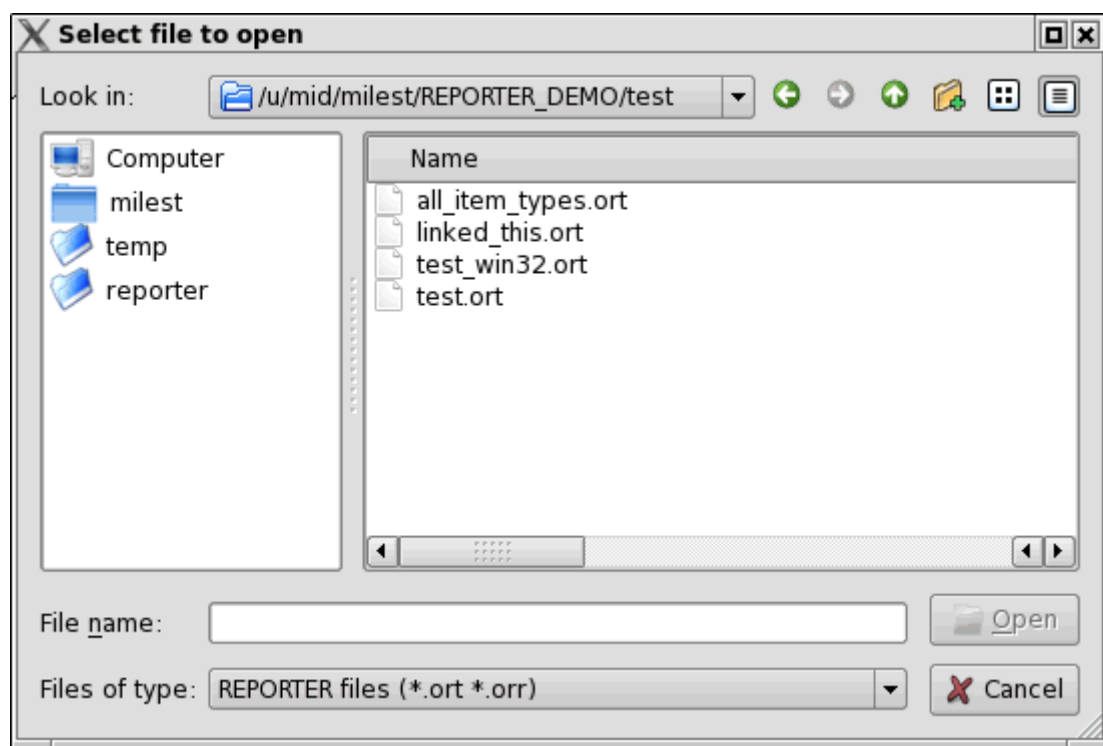 Select file to open
Look in: /u/mid/milest/REPORTER_DEMO/test
Computer
milest
temp
reporter
Name
all_item_types.ort
linked_this.ort
test_win32.ort
test.ort
File name: Open
Files of type: REPORTER files (*.ort *.orr) Cancel